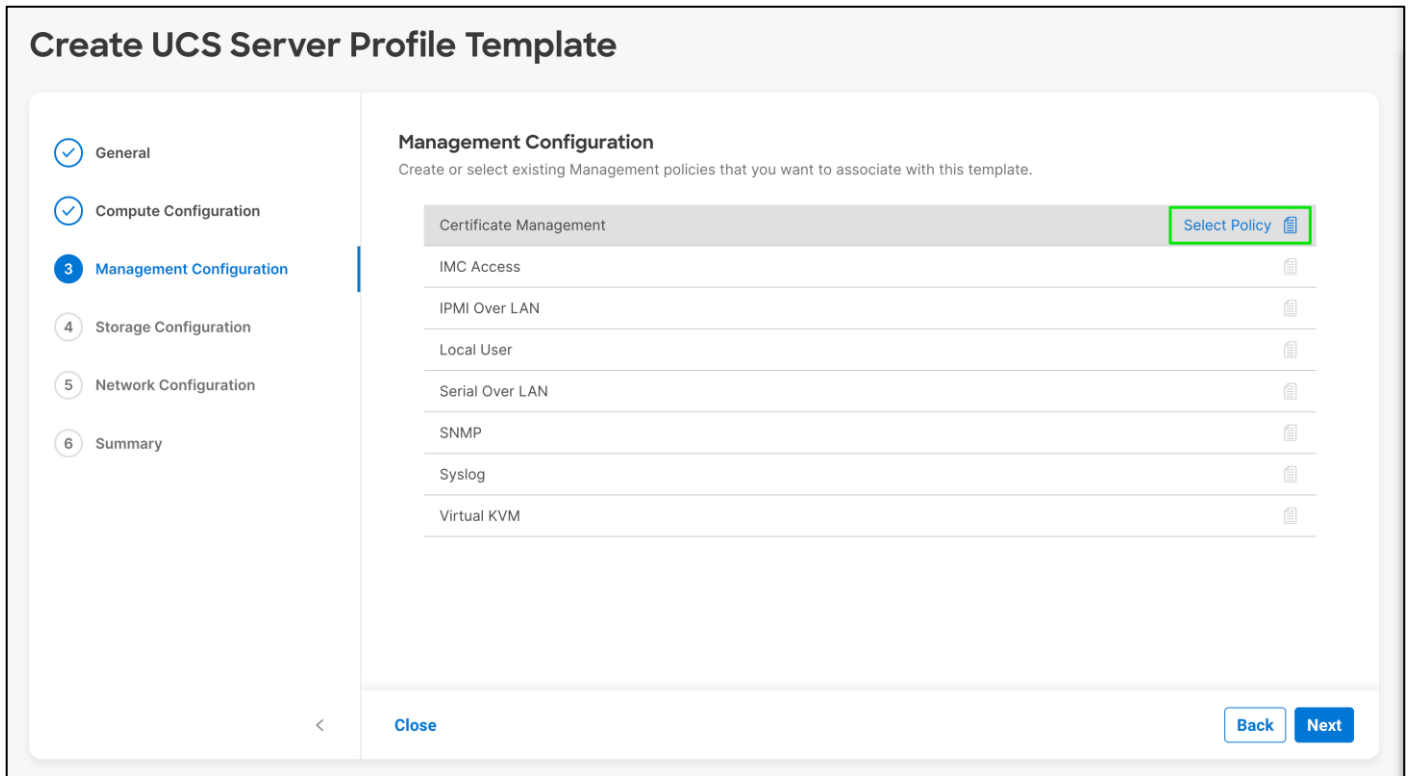 Create UCS Server Profile Template
General
Compute Configuration
3 Management Configuration
4 Storage Configuration
5 Network Configuration
6 Summary
Management Configuration
Create or select existing Management policies that you want to associate with this template.
Certificate Management Select Policy
IMC Access
IPMI Over LAN
Local User
Serial Over LAN
SNMP
Syslog
Virtual KVM
Close Back Next